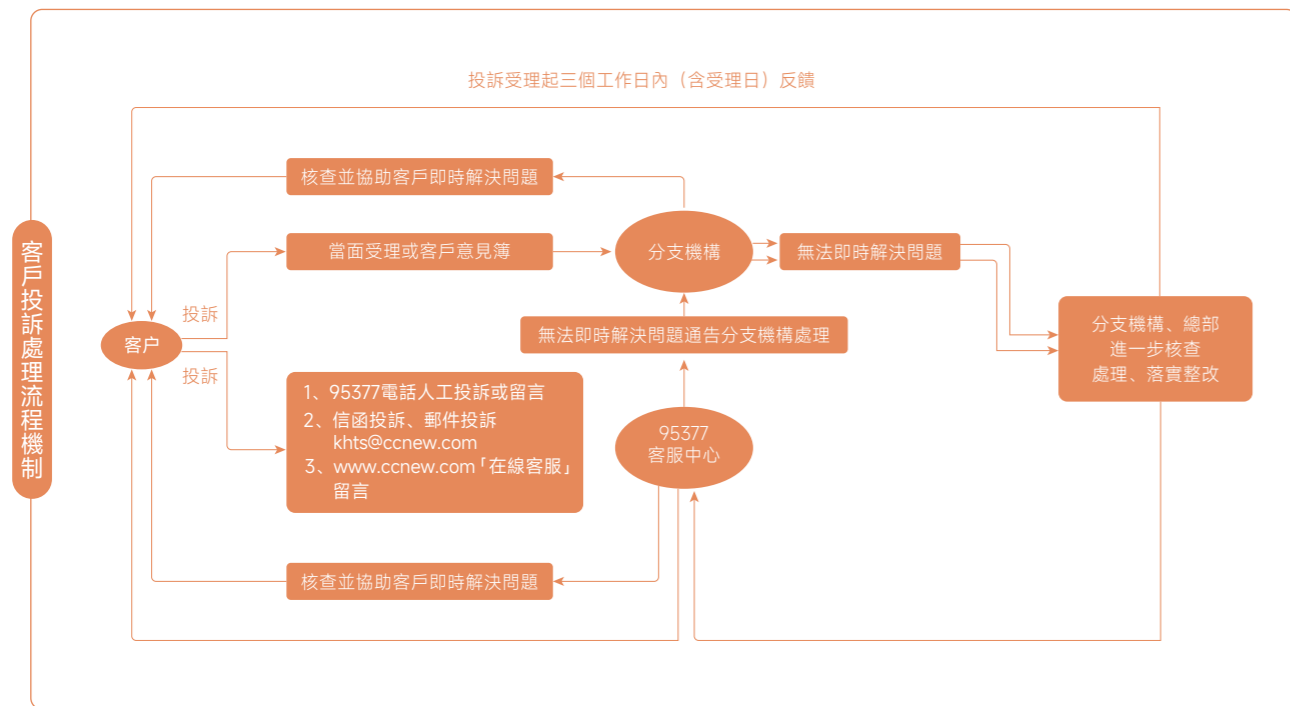 客戶投訴處理流程機制
投訴受理起三個工作日內（含受理日）反饋
核查並協助客戶即時解決問題
當面受理或客戶意見簿
分支機構
無法即時解決問題
投訴
客户
投訴
無法即時解決問題通告分支機構處理
分支機構、總部
進一步核查
處理、落實整改
1、95377電話人工投訴或留言
2、信函投訴、郵件投訴
khts@ccnew.com
3、www.ccnew.com「在線客服」
留言
95377
客服中心
核查並協助客戶即時解決問題